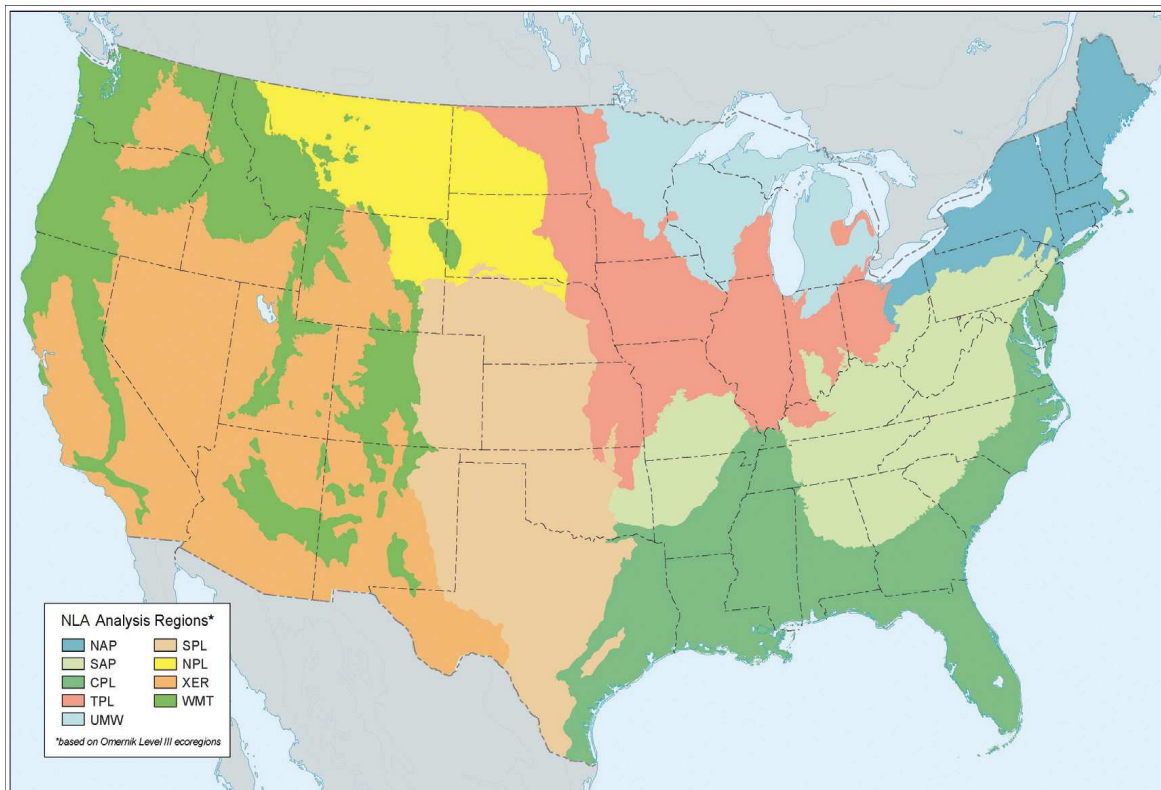 NLA Analysis Regions*
NAP
SAP
CPL
TPL
UMW
SPL
NPL
XER
WMT
*based on Omernik Level III ecoregions